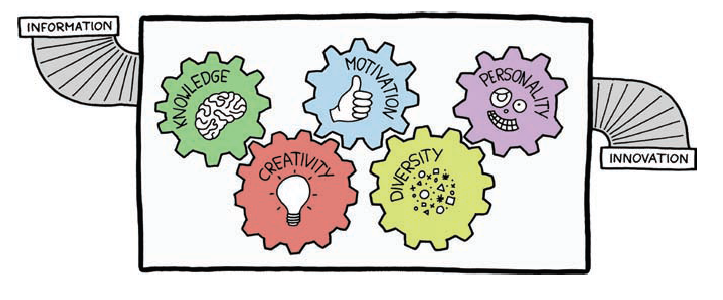 INFORMATION
KNOWLEDGE
MOTIVATION
PERSONALITY
CREATIVITY
DIVERSITY
INNOVATION